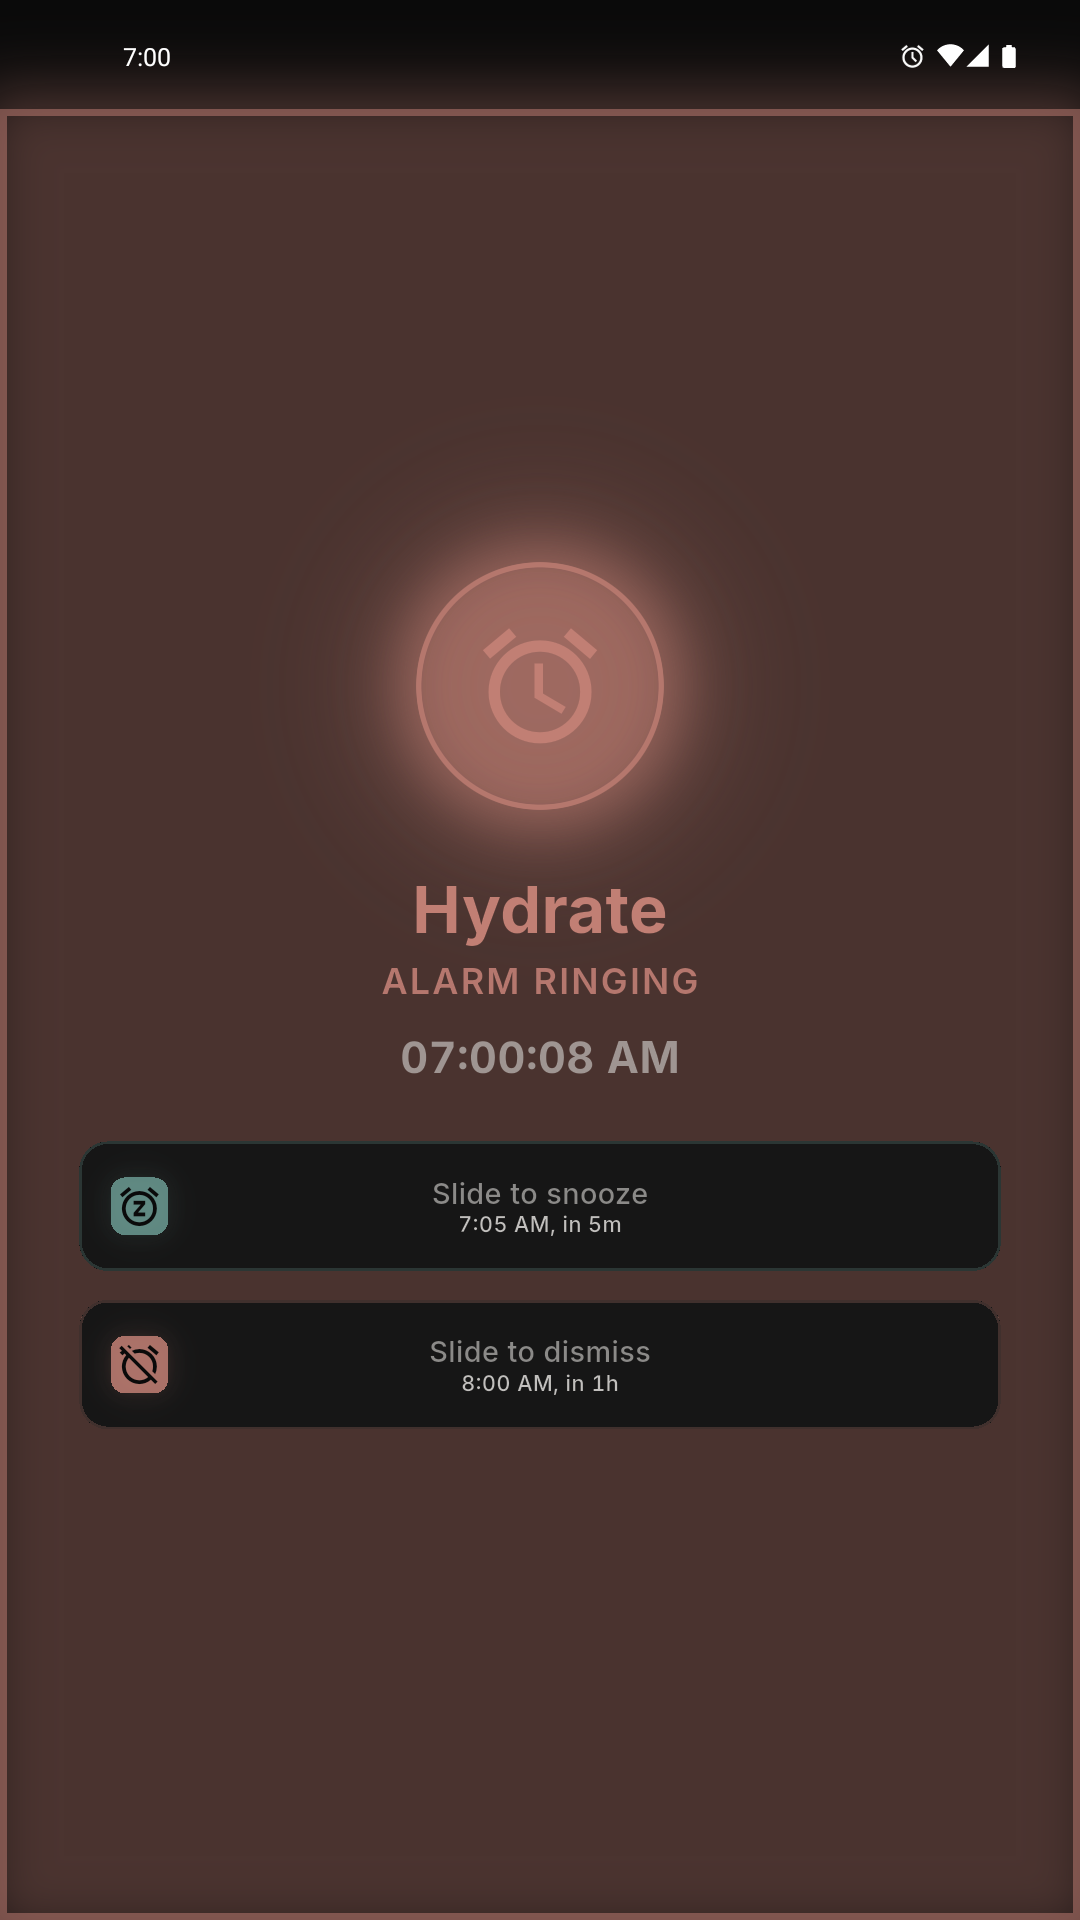 7:00
Hydrate
ALARM RINGING
07:00:08 AM
Slide to snooze
7:05 AM, in 5m
Slide to dismiss
8:00 AM, in 1h